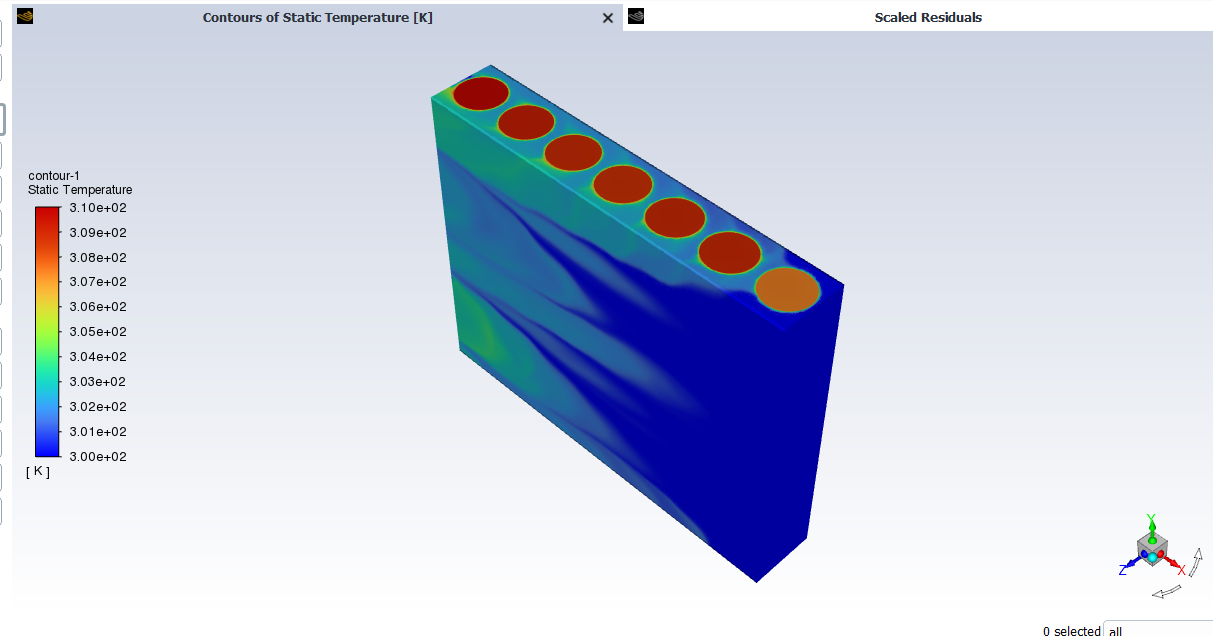 Contours of Static Temperature [K]
Scaled Residuals
contour-1
Static Temperature
3.10e+02
3.09e+02
3.08e+02
3.07e+02
3.06e+02
3.05e+02
3.04e+02
3.03e+02
3.02e+02
3.01e+02
3.00e+02
[ K ]
Y
Z
X
0 selected all